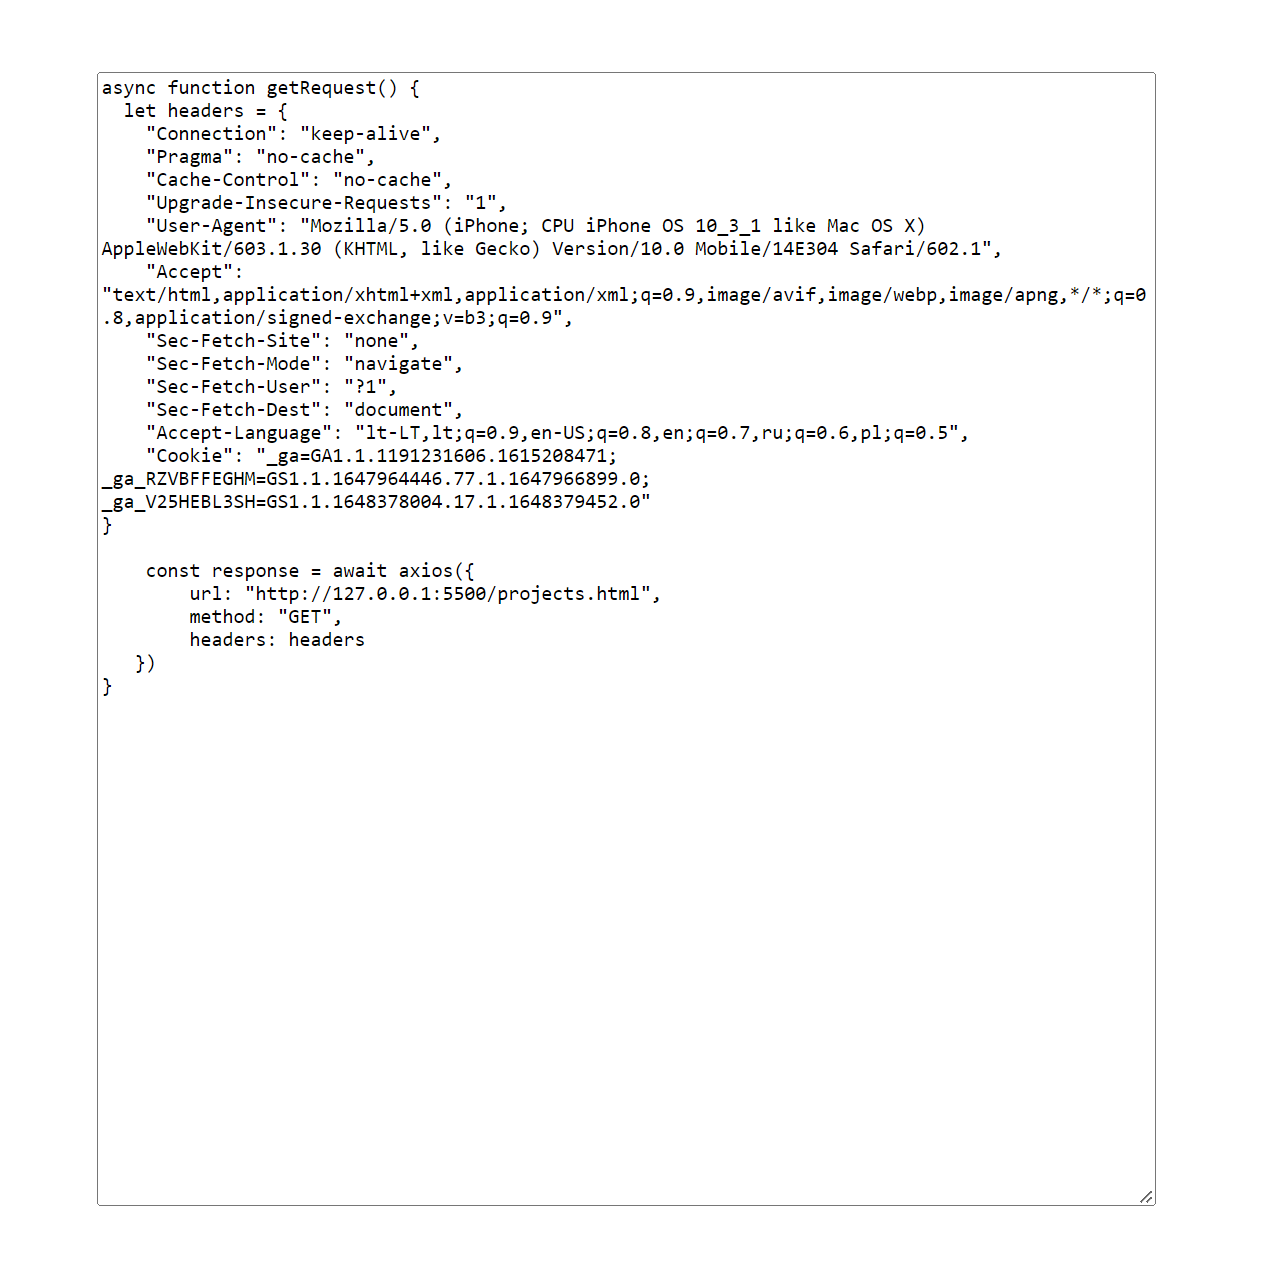 async function getRequest() {
  let headers = {
    "Connection": "keep-alive",
    "Pragma": "no-cache",
    "Cache-Control": "no-cache",
    "Upgrade-Insecure-Requests": "1",
    "User-Agent": "Mozilla/5.0 (iPhone; CPU iPhone OS 10_3_1 like Mac OS X)
AppleWebKit/603.1.30 (KHTML, like Gecko) Version/10.0 Mobile/14E304 Safari/602.1",
    "Accept":
"text/html,application/xhtml+xml,application/xml;q=0.9,image/avif,image/webp,image/apng,*/*;q=0
.8,application/signed-exchange;v=b3;q=0.9",
    "Sec-Fetch-Site": "none",
    "Sec-Fetch-Mode": "navigate",
    "Sec-Fetch-User": "?1",
    "Sec-Fetch-Dest": "document",
    "Accept-Language": "lt-LT,lt;q=0.9,en-US;q=0.8,en;q=0.7,ru;q=0.6,pl;q=0.5",
    "Cookie": "_ga=GA1.1.1191231606.1615208471;
_ga_RZVBFFEGHM=GS1.1.1647964446.77.1.1647966899.0;
_ga_V25HEBL3SH=GS1.1.1648378004.17.1.1648379452.0"
}

    const response = await axios({
        url: "http://127.0.0.1:5500/projects.html",
        method: "GET",
        headers: headers
   })
}